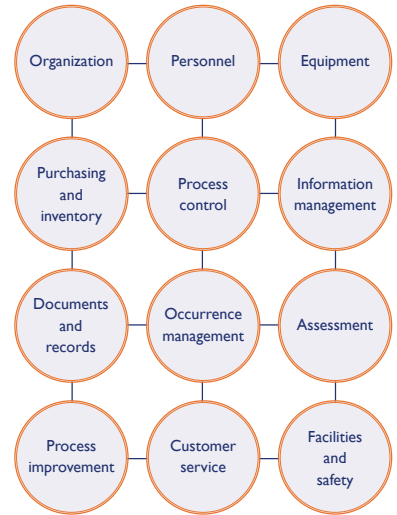 Organization
Personnel
Equipment
Purchasing
and
inventory
Process
control
Information
management
Documents
and
records
Occurrence
management
Assessment
Process
improvement
Customer
service
Facilities
and
safety